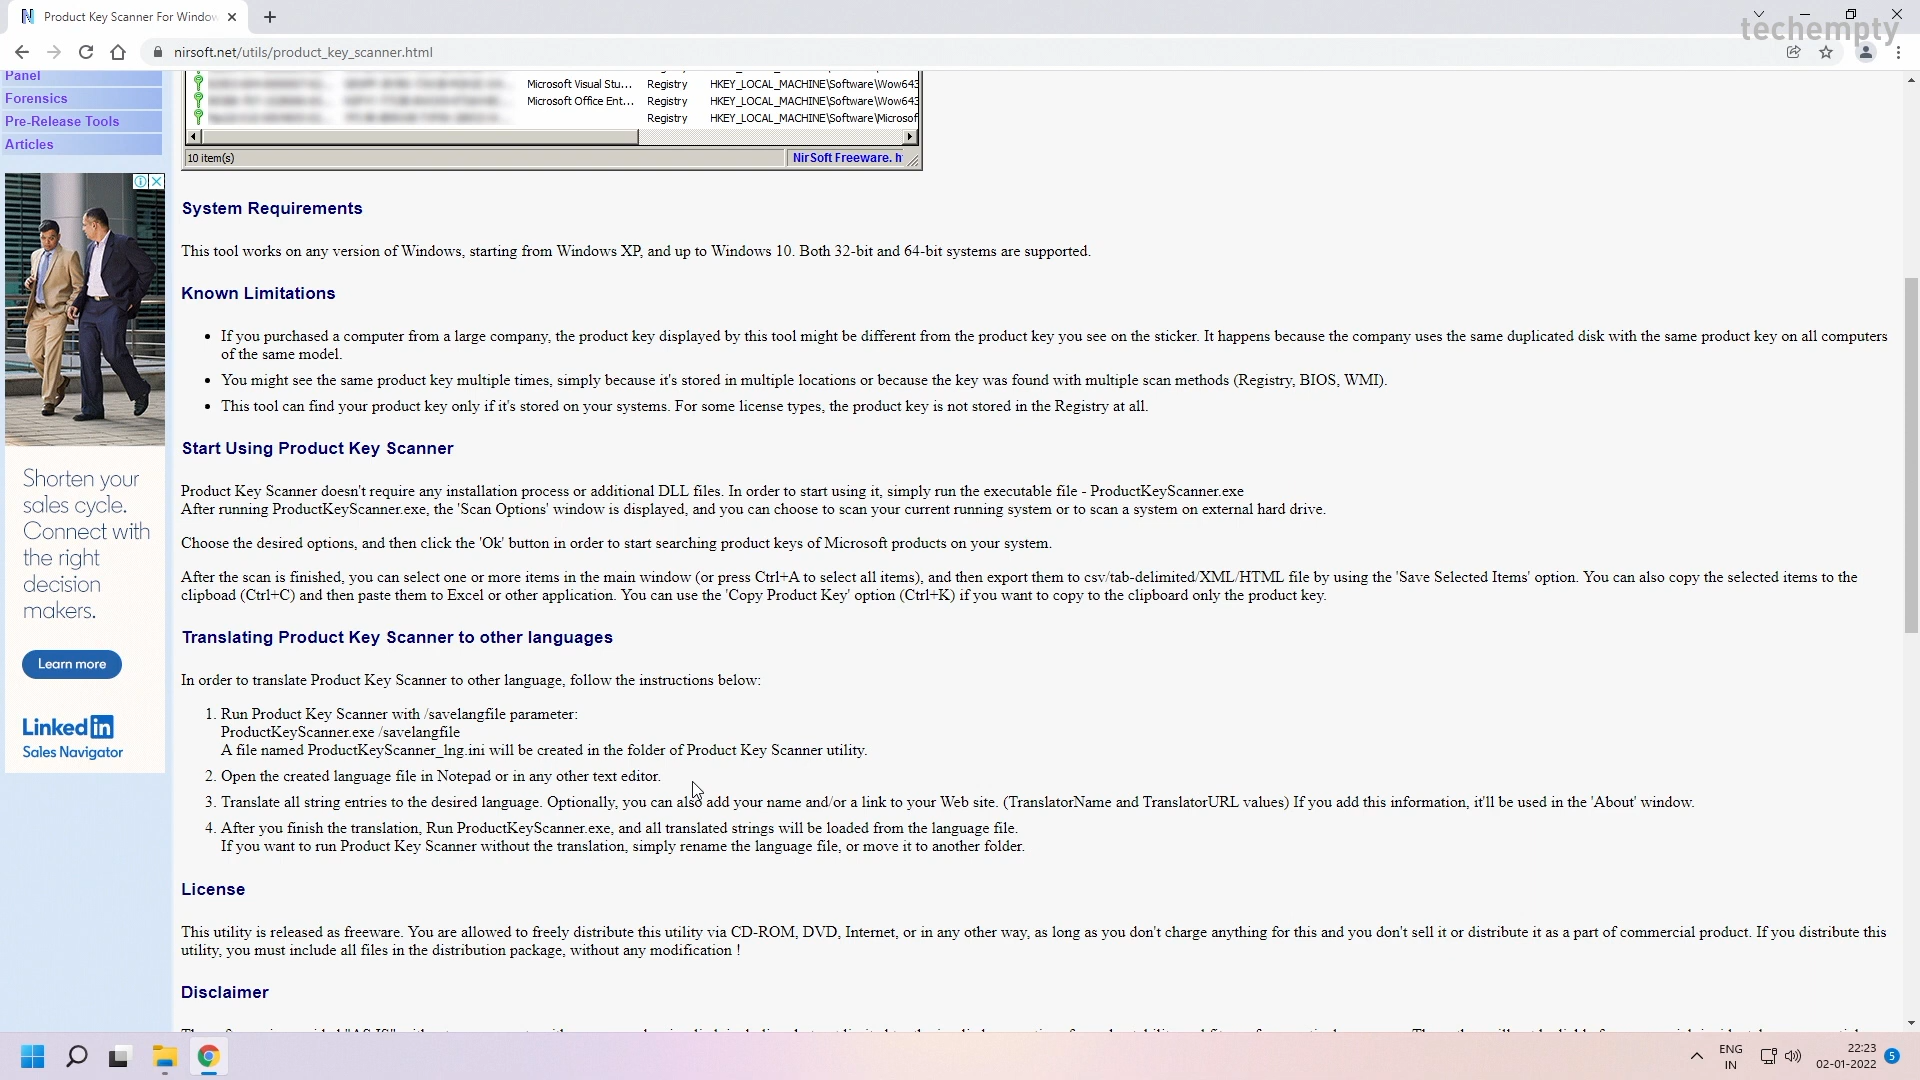 Product Key Scanner For Window
techempty
nirsoft.net/utils/product_key_scanner.html
Panel
Forensics
Pre-Release Tools
Articles
Microsoft Visual Stu... Registry HKEY_LOCAL_MACHINE\Software\Wow643
Microsoft Office Ent... Registry HKEY_LOCAL_MACHINE\Software\Wow643
Registry HKEY_LOCAL_MACHINE\Software\Microsof
10 item(s) NirSoft Freeware. h
System Requirements
This tool works on any version of Windows, starting from Windows XP, and up to Windows 10. Both 32-bit and 64-bit systems are supported.
Known Limitations
• If you purchased a computer from a large company, the product key displayed by this tool might be different from the product key you see on the sticker. It happens because the company uses the same duplicated disk with the same product key on all computers
of the same model.
• You might see the same product key multiple times, simply because it's stored in multiple locations or because the key was found with multiple scan methods (Registry, BIOS, WMI).
• This tool can find your product key only if it's stored on your systems. For some license types, the product key is not stored in the Registry at all.
Start Using Product Key Scanner
Product Key Scanner doesn't require any installation process or additional DLL files. In order to start using it, simply run the executable file - ProductKeyScanner.exe
After running ProductKeyScanner.exe, the 'Scan Options' window is displayed, and you can choose to scan your current running system or to scan a system on external hard drive.
Choose the desired options, and then click the 'Ok' button in order to start searching product keys of Microsoft products on your system.
After the scan is finished, you can select one or more items in the main window (or press Ctrl+A to select all items), and then export them to csv/tab-delimited/XML/HTML file by using the 'Save Selected Items' option. You can also copy the selected items to the
clipboad (Ctrl+C) and then paste them to Excel or other application. You can use the 'Copy Product Key' option (Ctrl+K) if you want to copy to the clipboard only the product key.
Translating Product Key Scanner to other languages
In order to translate Product Key Scanner to other language, follow the instructions below:
1. Run Product Key Scanner with /savelangfile parameter:
ProductKeyScanner.exe /savelangfile
A file named ProductKeyScanner_lng.ini will be created in the folder of Product Key Scanner utility.
2. Open the created language file in Notepad or in any other text editor.
3. Translate all string entries to the desired language. Optionally, you can also add your name and/or a link to your Web site. (TranslatorName and TranslatorURL values) If you add this information, it'll be used in the 'About' window.
4. After you finish the translation, Run ProductKeyScanner.exe, and all translated strings will be loaded from the language file.
If you want to run Product Key Scanner without the translation, simply rename the language file, or move it to another folder.
License
This utility is released as freeware. You are allowed to freely distribute this utility via CD-ROM, DVD, Internet, or in any other way, as long as you don't charge anything for this and you don't sell it or distribute it as a part of commercial product. If you distribute this
utility, you must include all files in the distribution package, without any modification !
Disclaimer
Shorten your
sales cycle.
Connect with
the right
decision
makers.
Learn more
Linked in
Sales Navigator
ENG
IN
22:23
02-01-2022
5